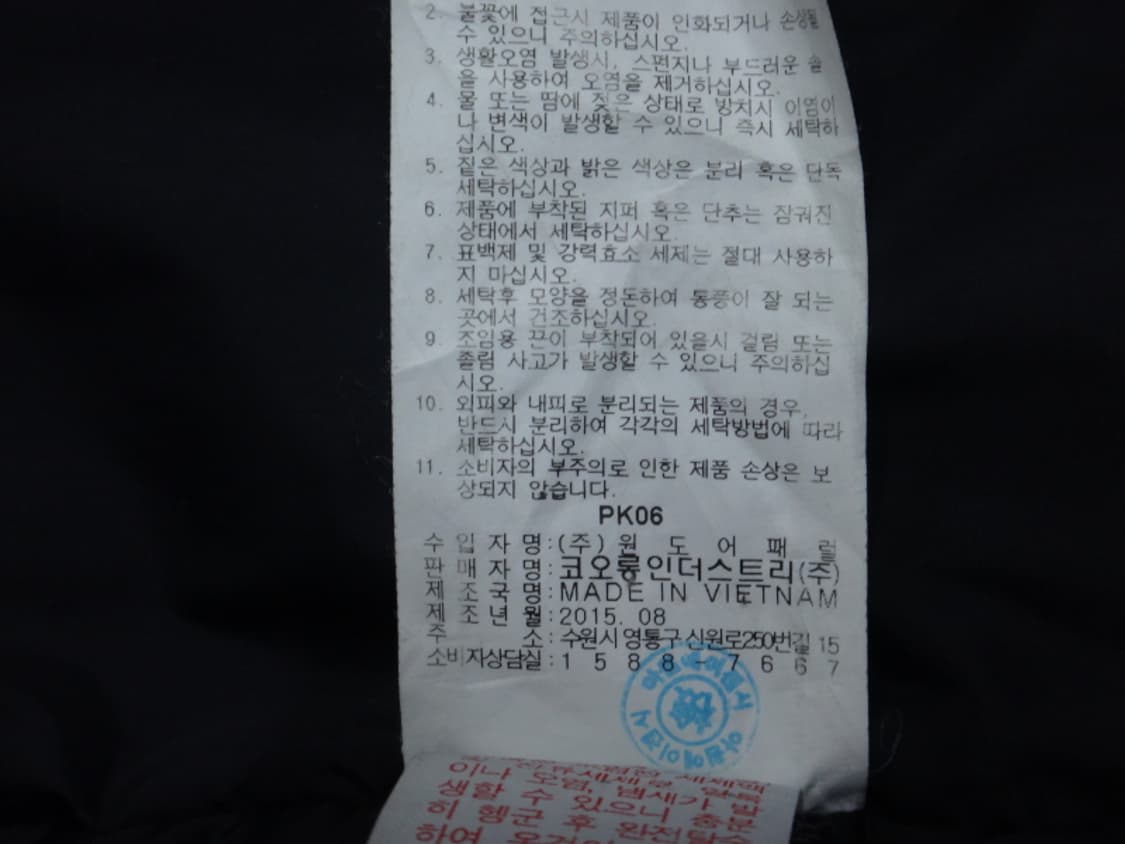 2. 불꽃에 접근시 제품이 인화되거나 손상될
수 있으니 주의하십시오.
3. 생활오염 발생시, 스펀지나 부드러운 솔
을 사용하여 오염을 제거하십시오.
4. 물 또는 땀에 젖은 상태로 방치시 이염이
나 변색이 발생할 수 있으니 즉시 세탁하
십시오.
5. 짙은 색상과 밝은 색상은 분리 혹은 단독
세탁하십시오.
6. 제품에 부착된 지퍼 혹은 단추는 잠궈진
상태에서 세탁하십시오.
7. 표백제 및 강력효소 세제는 절대 사용하
지 마십시오.
8. 세탁후 모양을 정돈하여 통풍이 잘 되는
곳에서 건조하십시오.
9. 조임용 끈이 부착되어 있을시 걸림 또는
졸림 사고가 발생할 수 있으니 주의하십
시오.
10. 외피와 내피로 분리되는 제품의 경우,
반드시 분리하여 각각의 세탁방법에 따라
세탁하십시오.
11. 소비자의 부주의로 인한 제품 손상은 보
상되지 않습니다.
PK06
수 입 자 명:(주) 원 도 어 패 럴
판 매 자 명:코오롱인더스트리(주)
제 조 국 명:MADE IN VIETNAM
제 조 년 월:2015. 08
주 소:수원시 영통구 신원로250번길 15
소비자상담실:1 5 8 8 - 7 6 6 7
이나 오염, 냄새가 발
생할 수 있으니 충분
히 헹군 후 완전탈수
하여